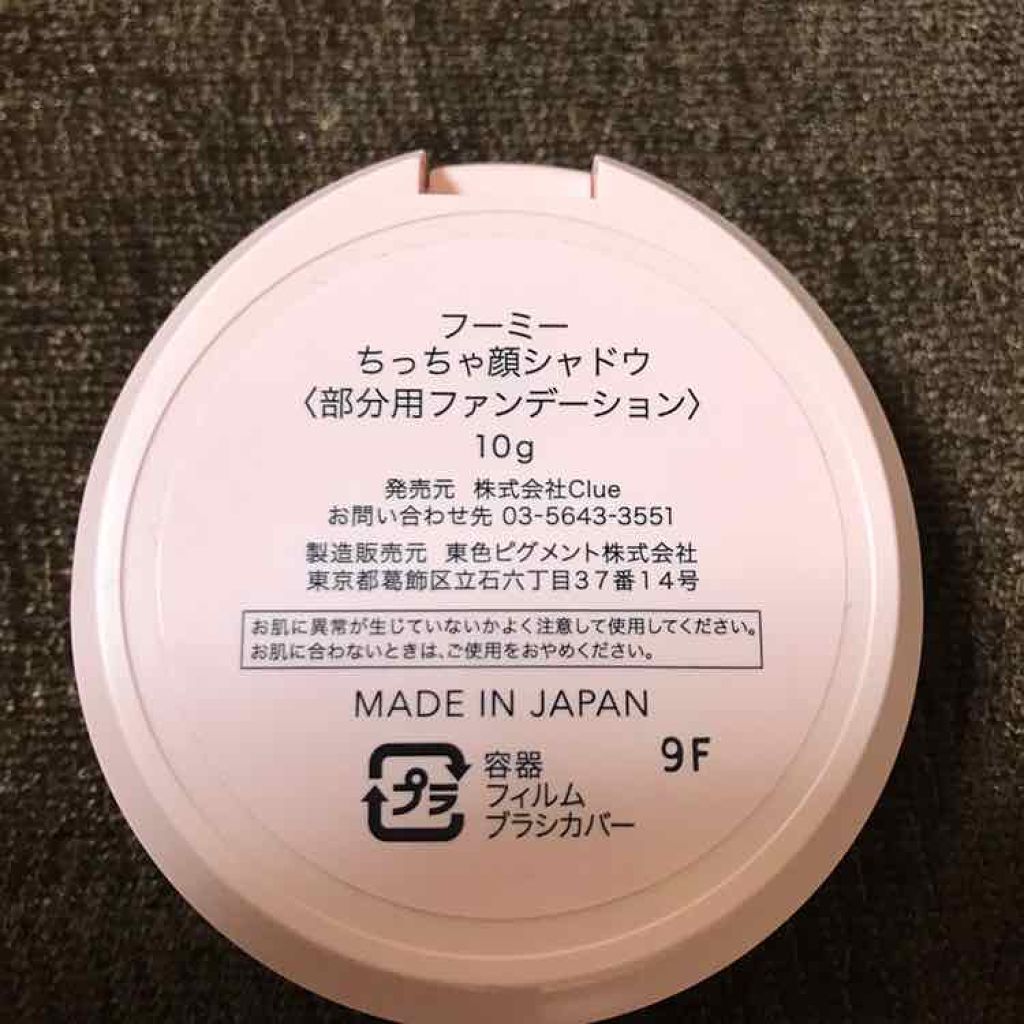 フーミー
ちっちゃ顔シャドウ
〈部分用ファンデーション〉
10g
発売元 株式会社Clue
お問い合わせ先 03-5643-3551
製造販売元 東色ピグメント株式会社
東京都葛飾区立石六丁目37番14号
お肌に異常が生じていないかよく注意して使用してください。
お肌に合わないときは、ご使用をおやめください。
MADE IN JAPAN
9F
プラ
容器
フィルム
ブラシカバー